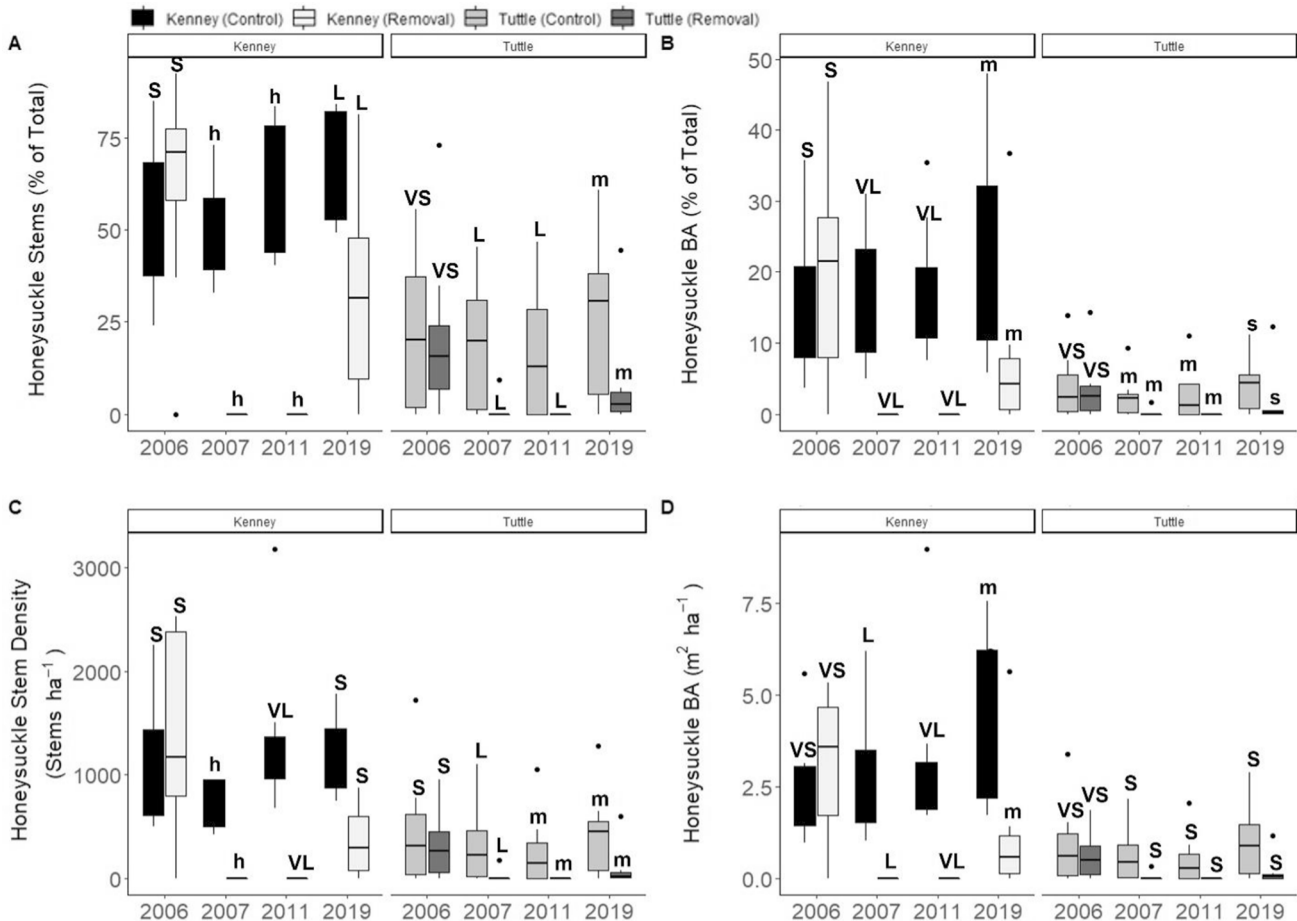 Kenney (Control) Kenney (Removal) Tuttle (Control) Tuttle (Removal)
A
Kenney Tuttle
Honeysuckle Stems (% of Total)
75
50
25
0
S S h h h h L L
VS VS L L L L m m
2006 2007 2011 2019 2006 2007 2011 2019
B
Kenney Tuttle
Honeysuckle BA (% of Total)
50
40
30
20
10
0
S S VL VL VL VL m m
VS VS m m m m s s
2006 2007 2011 2019 2006 2007 2011 2019
C
Kenney Tuttle
Honeysuckle Stem Density
(Stems ha⁻¹)
3000
2000
1000
0
S S h h VL VL S S
S S L L m m m m
2006 2007 2011 2019 2006 2007 2011 2019
D
Kenney Tuttle
Honeysuckle BA (m² ha⁻¹)
7.5
5.0
2.5
0.0
VS VS L L VL VL m m
VS VS S S S S S S
2006 2007 2011 2019 2006 2007 2011 2019